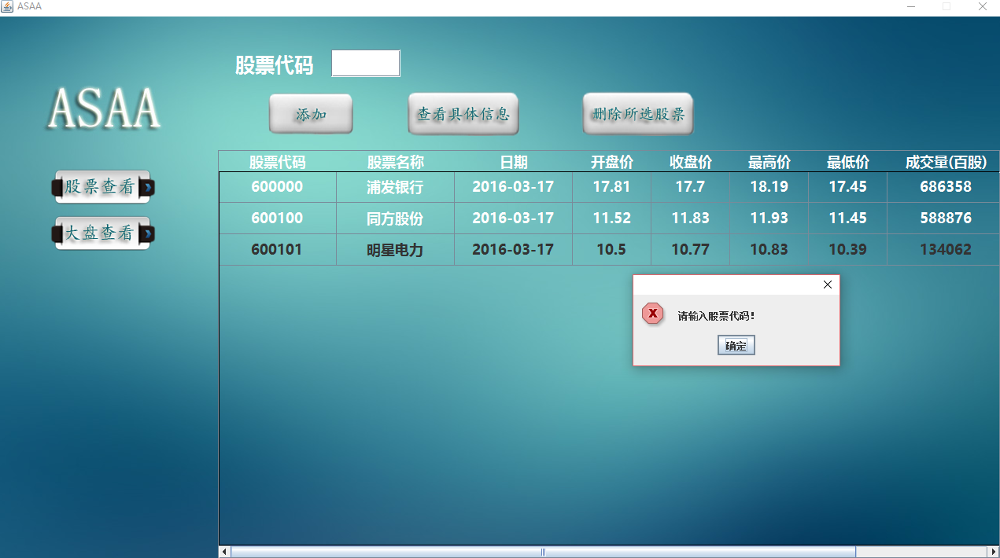 ASAA
股票代码
ASAA
添加 查看具体信息 删除所选股票
股票查看
大盘查看
股票代码 股票名称 日期 开盘价 收盘价 最高价 最低价 成交量(百股)
600000 浦发银行 2016-03-17 17.81 17.7 18.19 17.45 686358
600100 同方股份 2016-03-17 11.52 11.83 11.93 11.45 588876
600101 明星电力 2016-03-17 10.5 10.77 10.83 10.39 134062
请输入股票代码!
确定